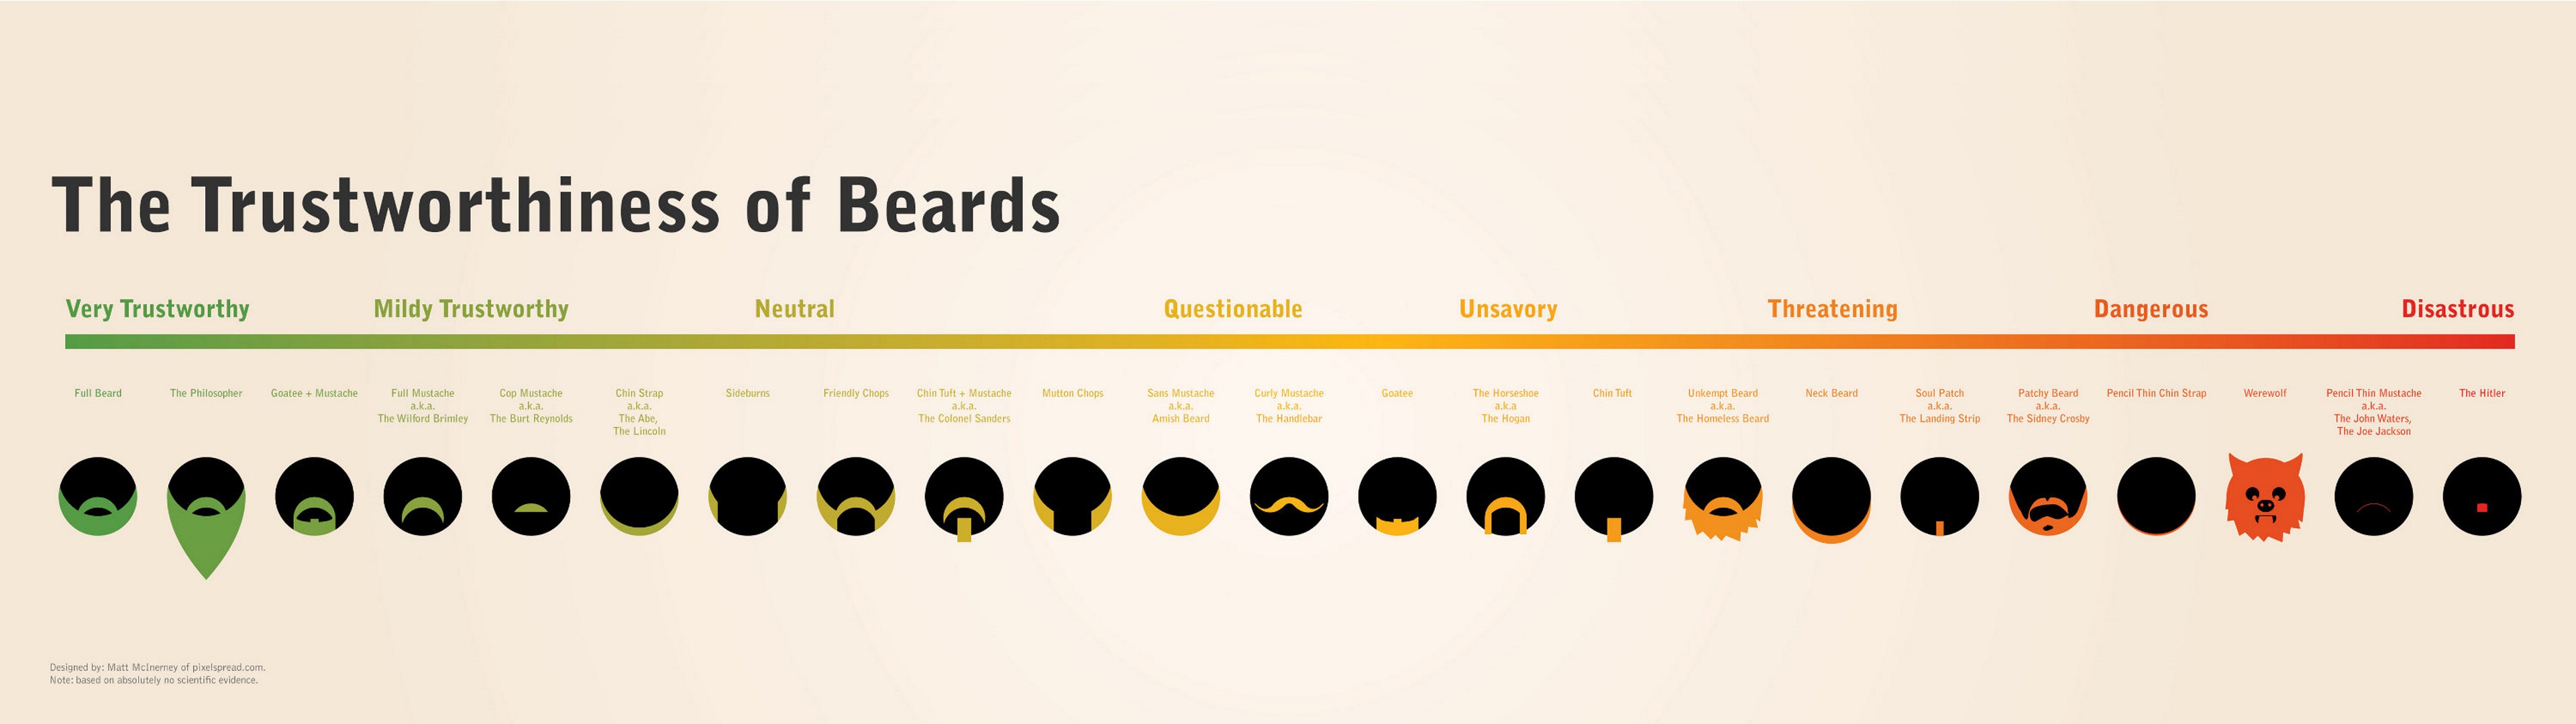 The Trustworthiness of Beards
Very Trustworthy
Mildy Trustworthy
Neutral
Questionable
Unsavory
Threatening
Dangerous
Disastrous
Full Beard
The Philosopher
Goatee + Mustache
Full Mustache
a.k.a.
The Wilford Brimley
Cop Mustache
a.k.a.
The Burt Reynolds
Chin Strap
a.k.a.
The Abe,
The Lincoln
Sideburns
Friendly Chops
Chin Tuft + Mustache
a.k.a.
The Colonel Sanders
Mutton Chops
Sans Mustache
a.k.a.
Amish Beard
Curly Mustache
a.k.a.
The Handlebar
Goatee
The Horseshoe
a.k.a
The Hogan
Chin Tuft
Unkempt Beard
a.k.a.
The Homeless Beard
Neck Beard
Soul Patch
a.k.a.
The Landing Strip
Patchy Beard
a.k.a.
The Sidney Crosby
Pencil Thin Chin Strap
Werewolf
Pencil Thin Mustache
a.k.a.
The John Waters,
The Joe Jackson
The Hitler
Designed by: Matt McInerney of pixelspread.com.
Note: based on absolutely no scientific evidence.